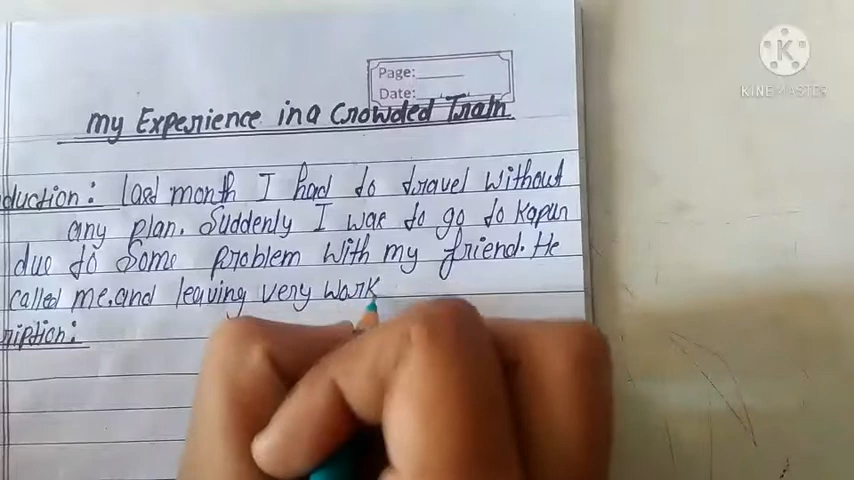 KINEMASTER
Page:
Date:
my Experience in a Crowded Train
duction: last month I had to travel without
any plan. Suddenly I was to go to Kapur
due to some problem with my friend. He
called me. and leaving very work
ription: